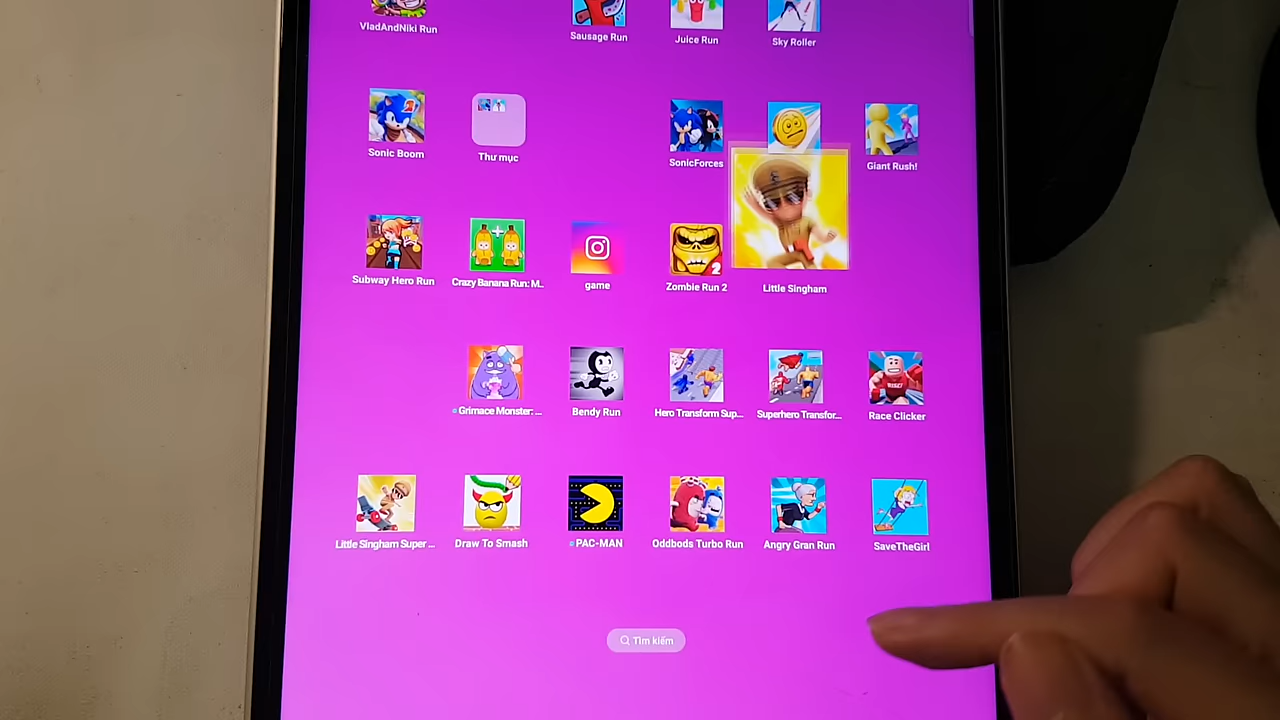 VladAndNiki Run
Sausage Run
Juice Run
Sky Roller
Sonic Boom
Thư mục
SonicForces
Giant Rush!
Subway Hero Run
Crazy Banana Run: M..
game
Zombie Run 2
2
Little Singham
Grimace Monster: ...
Bendy Run
Hero Transform Sup...
Superhero Transfor...
Race Clicker
Little Singham Super ...
Draw To Smash
PAC-MAN
Oddbods Turbo Run
Angry Gran Run
SaveTheGirl
Tìm kiếm